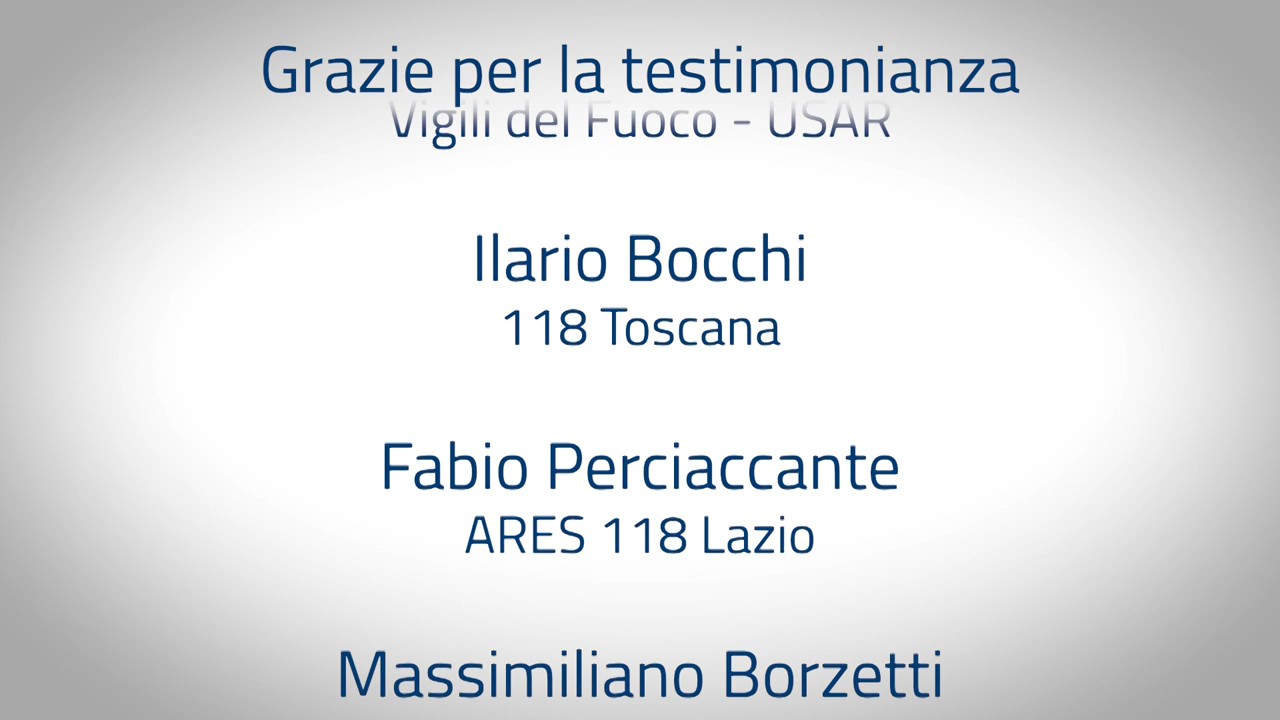 Grazie per la testimonianza
Vigili del Fuoco - USAR
Ilario Bocchi
118 Toscana
Fabio Perciaccante
ARES 118 Lazio
Massimiliano Borzetti